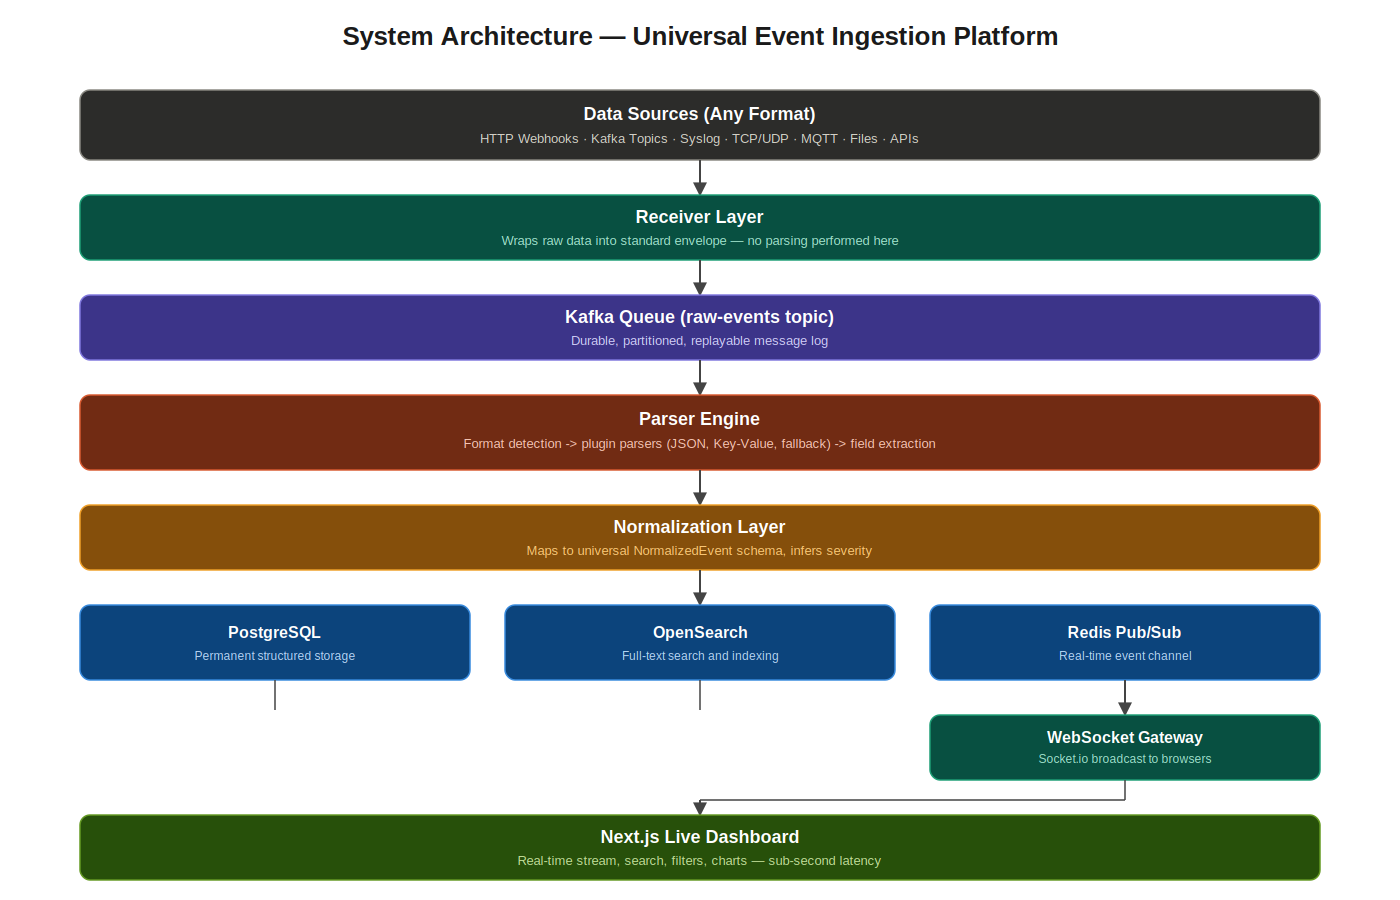 System Architecture — Universal Event Ingestion Platform
Data Sources (Any Format)
HTTP Webhooks · Kafka Topics · Syslog · TCP/UDP · MQTT · Files · APIs
Receiver Layer
Wraps raw data into standard envelope — no parsing performed here
Kafka Queue (raw-events topic)
Durable, partitioned, replayable message log
Parser Engine
Format detection -> plugin parsers (JSON, Key-Value, fallback) -> field extraction
Normalization Layer
Maps to universal NormalizedEvent schema, infers severity
PostgreSQL
Permanent structured storage
OpenSearch
Full-text search and indexing
Redis Pub/Sub
Real-time event channel
WebSocket Gateway
Socket.io broadcast to browsers
Next.js Live Dashboard
Real-time stream, search, filters, charts — sub-second latency